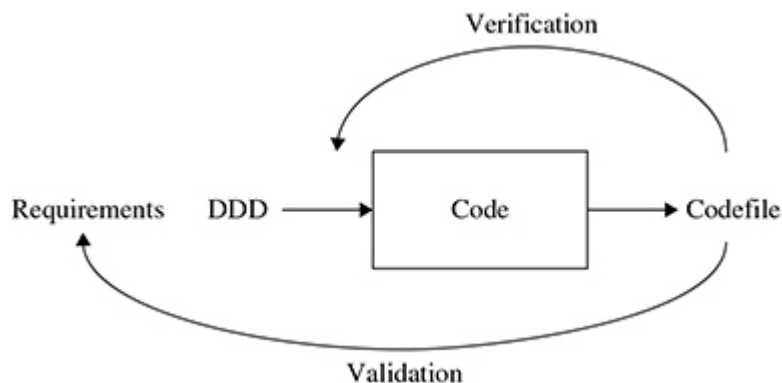 Verification
Requirements DDD Code Codefile
Validation